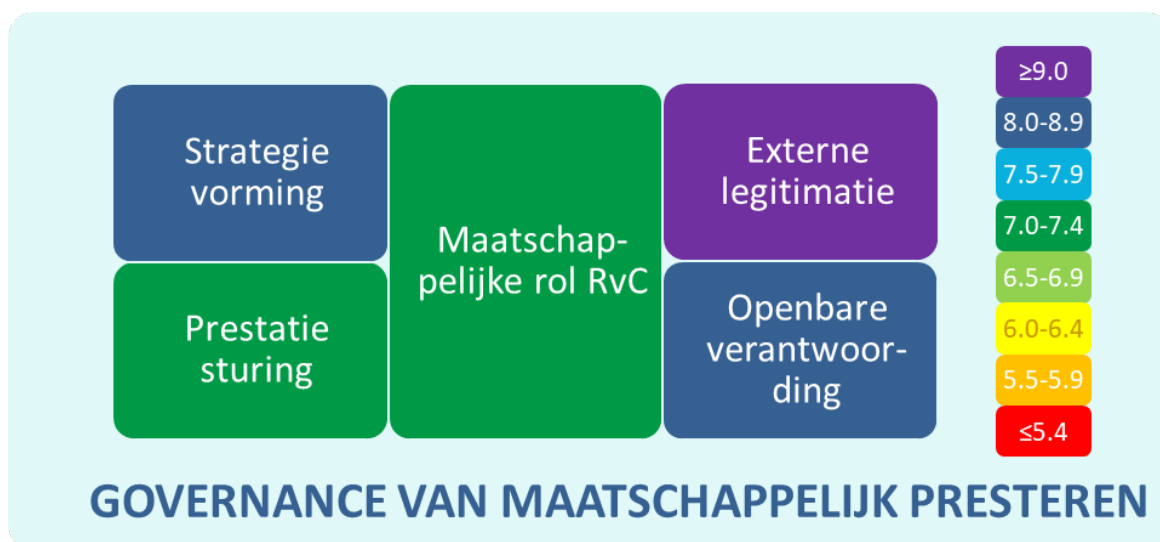 Strategie
vorming
Prestatie
sturing
Maatschap-
pelijke rol RvC
Externe
legitimatie
Openbare
verantwoor-
ding
≥9.0
8.0-8.9
7.5-7.9
7.0-7.4
6.5-6.9
6.0-6.4
5.5-5.9
≤5.4
GOVERNANCE VAN MAATSCHAPPELIJK PRESTEREN